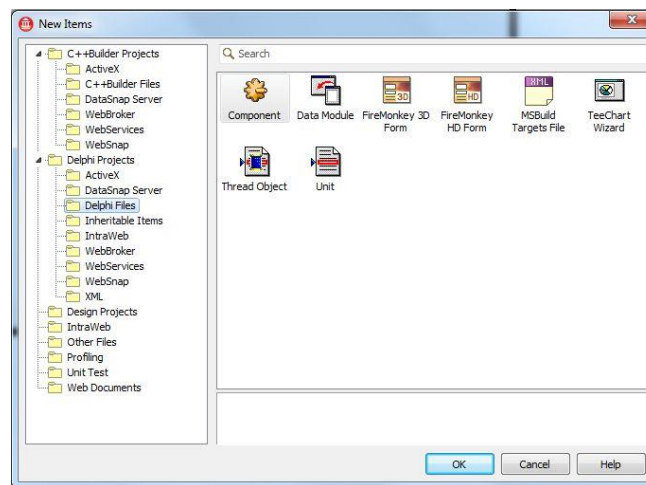 New Items
C++Builder Projects
ActiveX
C++Builder Files
DataSnap Server
WebBroker
WebServices
WebSnap
Delphi Projects
ActiveX
DataSnap Server
Delphi Files
Inheritable Items
IntraWeb
WebBroker
WebServices
WebSnap
XML
Design Projects
IntraWeb
Other Files
Profiling
Unit Test
Web Documents
Search
3D
HD
XML
Component
Data Module
FireMonkey 3D
Form
FireMonkey
HD Form
MSBuild
Targets File
TeeChart
Wizard
Thread Object
Unit
OK
Cancel
Help